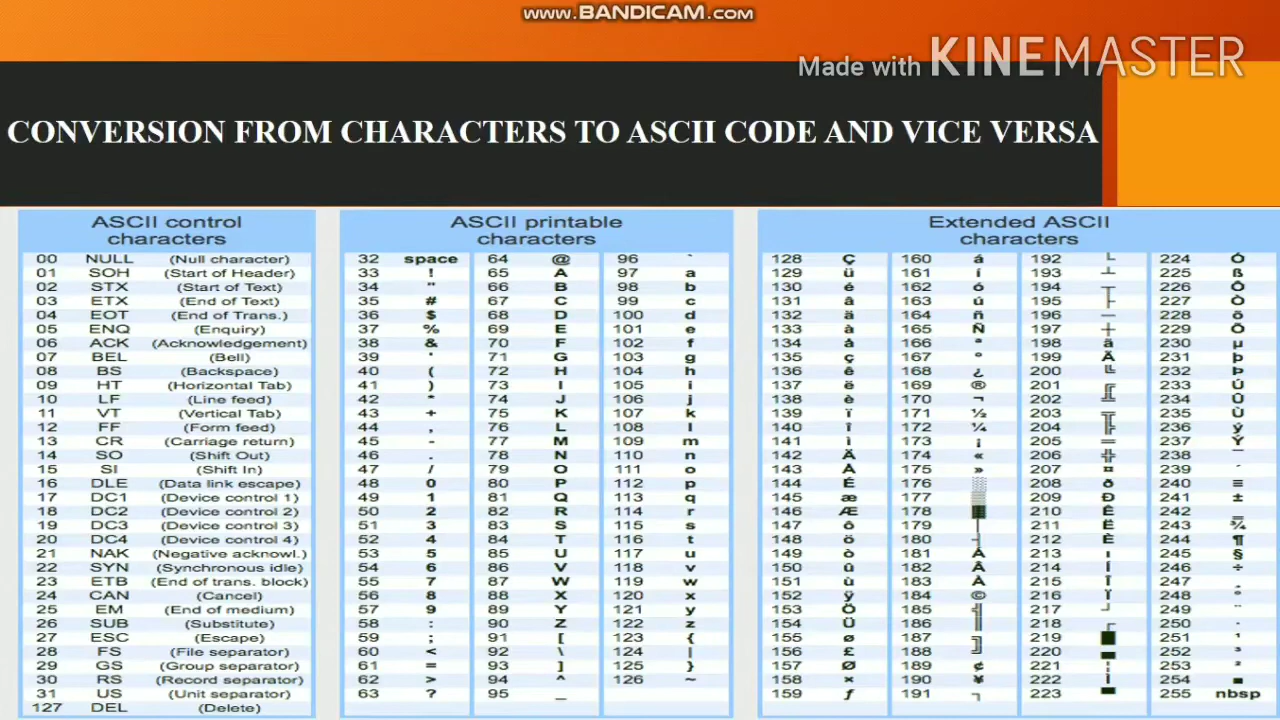 www.BANDICAM.com
Made with KINEMASTER
CONVERSION FROM CHARACTERS TO ASCII CODE AND VICE VERSA
ASCII control
characters
00 NULL (Null character)
01 SOH (Start of Header)
02 STX (Start of Text)
03 ETX (End of Text)
04 EOT (End of Trans.)
05 ENQ (Enquiry)
06 ACK (Acknowledgement)
07 BEL (Bell)
08 BS (Backspace)
09 HT (Horizontal Tab)
10 LF (Line feed)
11 VT (Vertical Tab)
12 FF (Form feed)
13 CR (Carriage return)
14 SO (Shift Out)
15 SI (Shift In)
16 DLE (Data link escape)
17 DC1 (Device control 1)
18 DC2 (Device control 2)
19 DC3 (Device control 3)
20 DC4 (Device control 4)
21 NAK (Negative acknowl.)
22 SYN (Synchronous idle)
23 ETB (End of trans. block)
24 CAN (Cancel)
25 EM (End of medium)
26 SUB (Substitute)
27 ESC (Escape)
28 FS (File separator)
29 GS (Group separator)
30 RS (Record separator)
31 US (Unit separator)
127 DEL (Delete)
ASCII printable
characters
32 space 64 @ 96 `
33 ! 65 A 97 a
34 " 66 B 98 b
35 # 67 C 99 c
36 $ 68 D 100 d
37 % 69 E 101 e
38 & 70 F 102 f
39 ' 71 G 103 g
40 ( 72 H 104 h
41 ) 73 I 105 i
42 * 74 J 106 j
43 + 75 K 107 k
44 , 76 L 108 l
45 - 77 M 109 m
46 . 78 N 110 n
47 / 79 O 111 o
48 0 80 P 112 p
49 1 81 Q 113 q
50 2 82 R 114 r
51 3 83 S 115 s
52 4 84 T 116 t
53 5 85 U 117 u
54 6 86 V 118 v
55 7 87 W 119 w
56 8 88 X 120 x
57 9 89 Y 121 y
58 : 90 Z 122 z
59 ; 91 [ 123 {
60 < 92 \ 124 |
61 = 93 ] 125 }
62 > 94 ^ 126 ~
63 ? 95 _
Extended ASCII
characters
128 Ç 160 á 192 └ 224 Ó
129 ü 161 í 193 ┴ 225 ß
130 é 162 ó 194 ┬ 226 Ô
131 â 163 ú 195 ├ 227 Ò
132 ä 164 ñ 196 ─ 228 õ
133 à 165 Ñ 197 ┼ 229 Õ
134 å 166 ª 198 ã 230 µ
135 ç 167 º 199 Ã 231 þ
136 ê 168 ¿ 200 ╚ 232 Þ
137 ë 169 ® 201 ╔ 233 Ú
138 è 170 ¬ 202 ╩ 234 Û
139 ï 171 ½ 203 ╦ 235 Ù
140 î 172 ¼ 204 ╠ 236 ý
141 ì 173 ¡ 205 ═ 237 Ý
142 Ä 174 « 206 ╬ 238 ¯
143 Å 175 » 207 ¤ 239 ´
144 É 176 ░ 208 ð 240 ≡
145 æ 177 ▒ 209 Ð 241 ±
146 Æ 178 ▓ 210 Ê 242 ‗
147 ô 179 │ 211 Ë 243 ¾
148 ö 180 ┤ 212 È 244 ¶
149 ò 181 Á 213 ı 245 §
150 û 182 Â 214 Í 246 ÷
151 ù 183 À 215 Î 247 ¸
152 ÿ 184 © 216 Ï 248 °
153 Ö 185 ╣ 217 ┘ 249 ¨
154 Ü 186 ║ 218 ┌ 250 ·
155 ø 187 ╗ 219 █ 251 ¹
156 £ 188 ╝ 220 ▄ 252 ³
157 Ø 189 ¢ 221 ¦ 253 ²
158 × 190 ¥ 222 Ì 254 ■
159 ƒ 191 ┐ 223 ▀ 255 nbsp